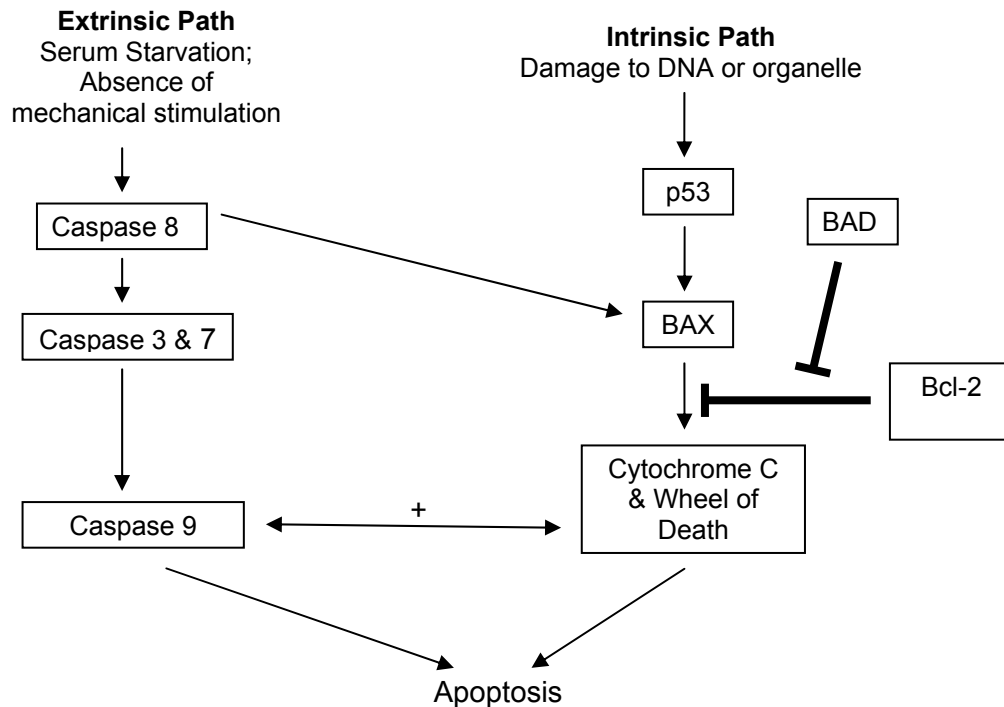 Extrinsic Path
Serum Starvation;
Absence of
mechanical stimulation
Intrinsic Path
Damage to DNA or organelle
p53
Caspase 8
BAD
Caspase 3 & 7
BAX
Bcl-2
Cytochrome C
& Wheel of
Death
Caspase 9
+
Apoptosis